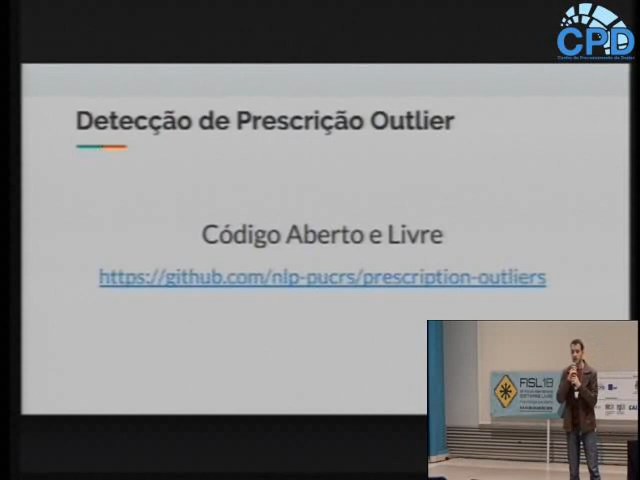 CPD
Detecção de Prescrição Outlier
Código Aberto e Livre
https://github.com/nlp-pucrs/prescription-outliers
FISL18